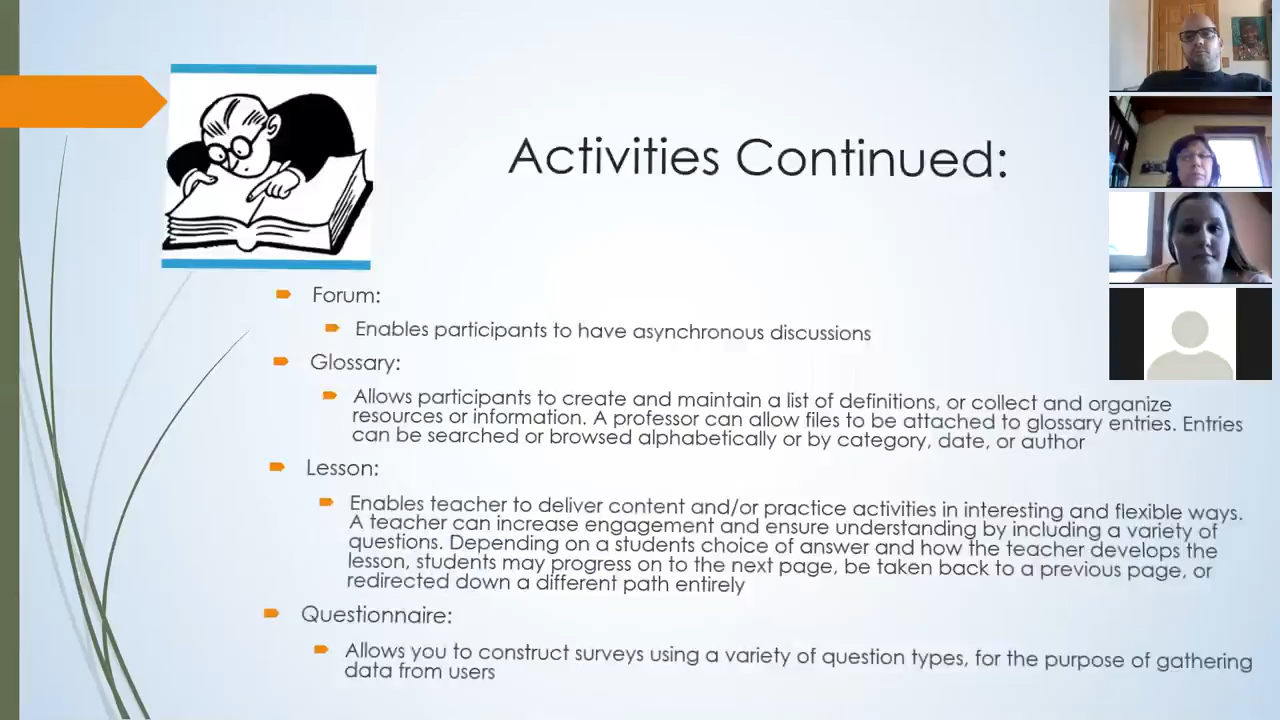 Activities Continued:
Forum:
Enables participants to have asynchronous discussions
Glossary:
Allows participants to create and maintain a list of definitions, or collect and organize
resources or information. A professor can allow files to be attached to glossary entries. Entries
can be searched or browsed alphabetically or by category, date, or author
Lesson:
Enables teacher to deliver content and/or practice activities in interesting and flexible ways.
A teacher can increase engagement and ensure understanding by including a variety of
questions. Depending on a students choice of answer and how the teacher develops the
lesson, students may progress on to the next page, be taken back to a previous page, or
redirected down a different path entirely
Questionnaire:
Allows you to construct surveys using a variety of question types, for the purpose of gathering
data from users